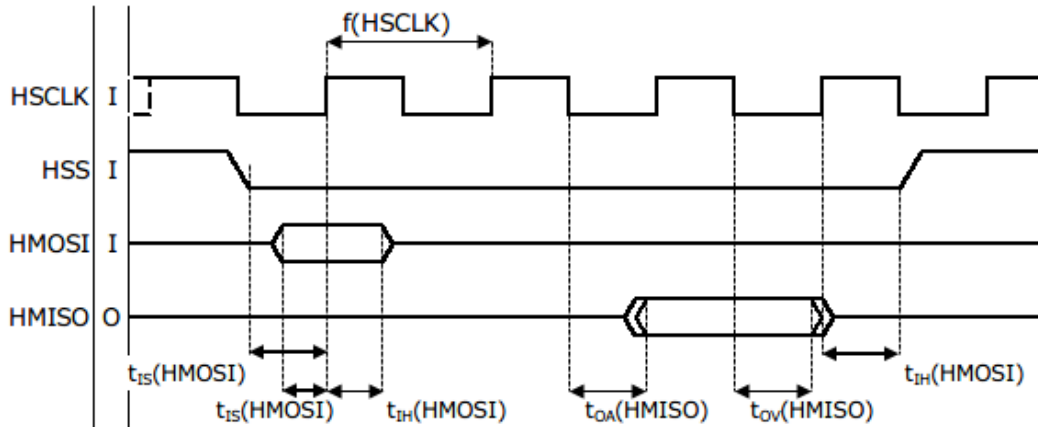 f(HSCLK)
HSCLK I
HSS I
HMOSI I
HMISO O
tIS(HMOSI)
tIH(HMOSI)
tIS(HMOSI)
tIH(HMOSI)
tOA(HMISO)
tOV(HMISO)